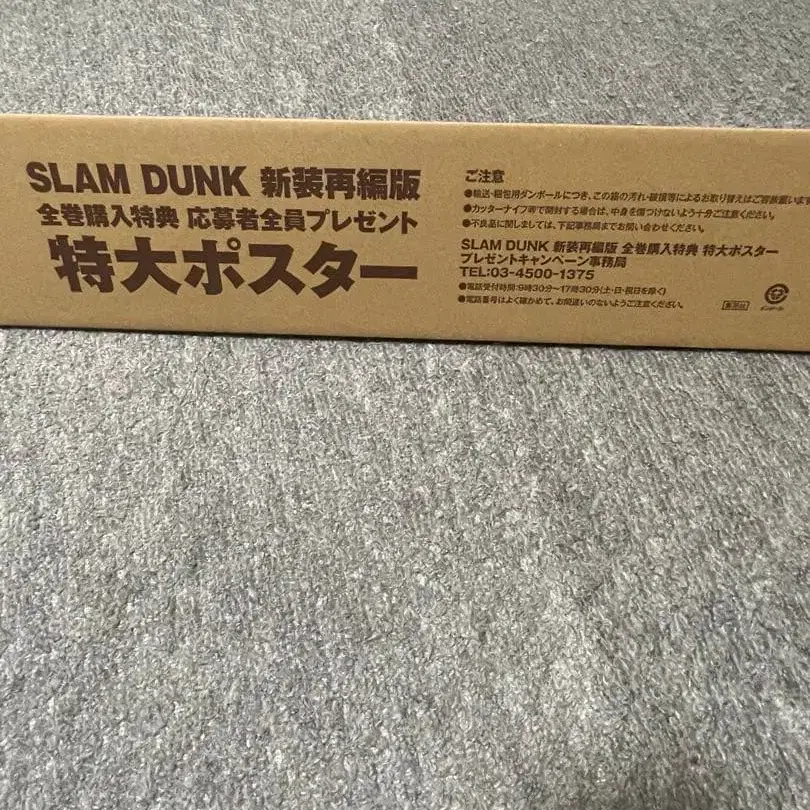 SLAM DUNK 新装再編版
全巻購入特典 応募者全員プレゼント
特大ポスター
ご注意
●輸送・梱包用ダンボールにつき、この箱の汚れ・破損等によるお取り替えはご容赦願います
●カッターナイフ等で開封する場合は、中身を傷つけないよう十分ご注意ください。
●不良品に関しましては、下記事務局までお問い合わせください。
SLAM DUNK 新装再編版 全巻購入特典 特大ポスター
プレゼントキャンペーン事務局
TEL:03-4500-1375
●電話受付時間:9時30分～17時30分(土・日・祝日を除く)
●電話番号はよく確かめて、お間違いのないようご注意ください。
集英社
ダンボール